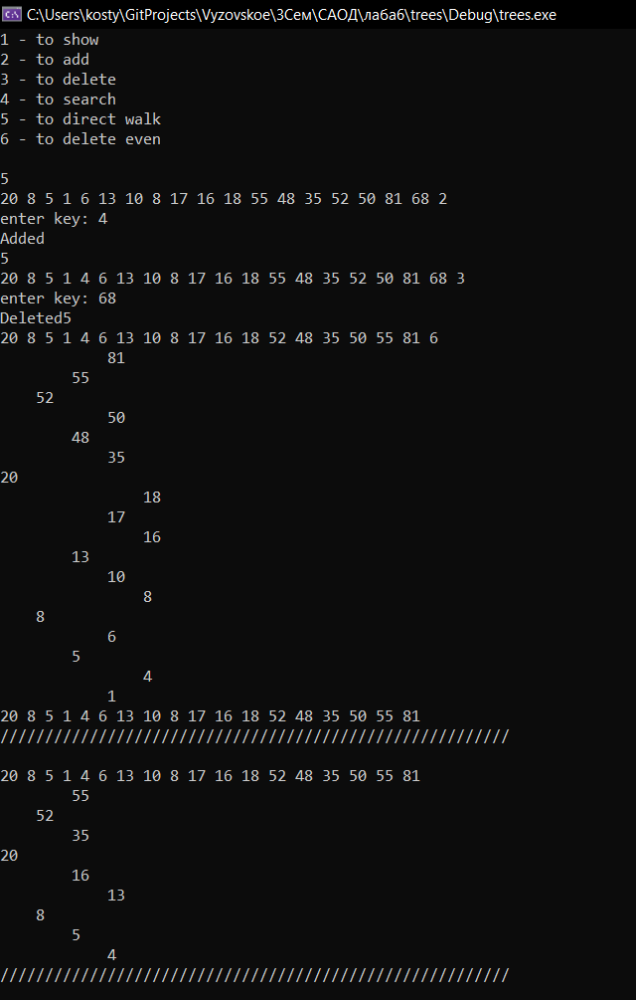 C:\Users\kosty\GitProjects\Vyzovskoe\3Сем\САОД\лаба6\trees\Debug\trees.exe
1 - to show
2 - to add
3 - to delete
4 - to search
5 - to direct walk
6 - to delete even
5
20 8 5 1 6 13 10 8 17 16 18 55 48 35 52 50 81 68 2
enter key: 4
Added
5
20 8 5 1 4 6 13 10 8 17 16 18 55 48 35 52 50 81 68 3
enter key: 68
Deleted5
20 8 5 1 4 6 13 10 8 17 16 18 52 48 35 50 55 81 6
81
55
52
50
48
35
20
18
17
16
13
10
8
8
6
5
4
1
20 8 5 1 4 6 13 10 8 17 16 18 52 48 35 50 55 81
/////////////////////////////////////////////////////////
20 8 5 1 4 6 13 10 8 17 16 18 52 48 35 50 55 81
55
52
35
20
16
13
8
5
4
/////////////////////////////////////////////////////////